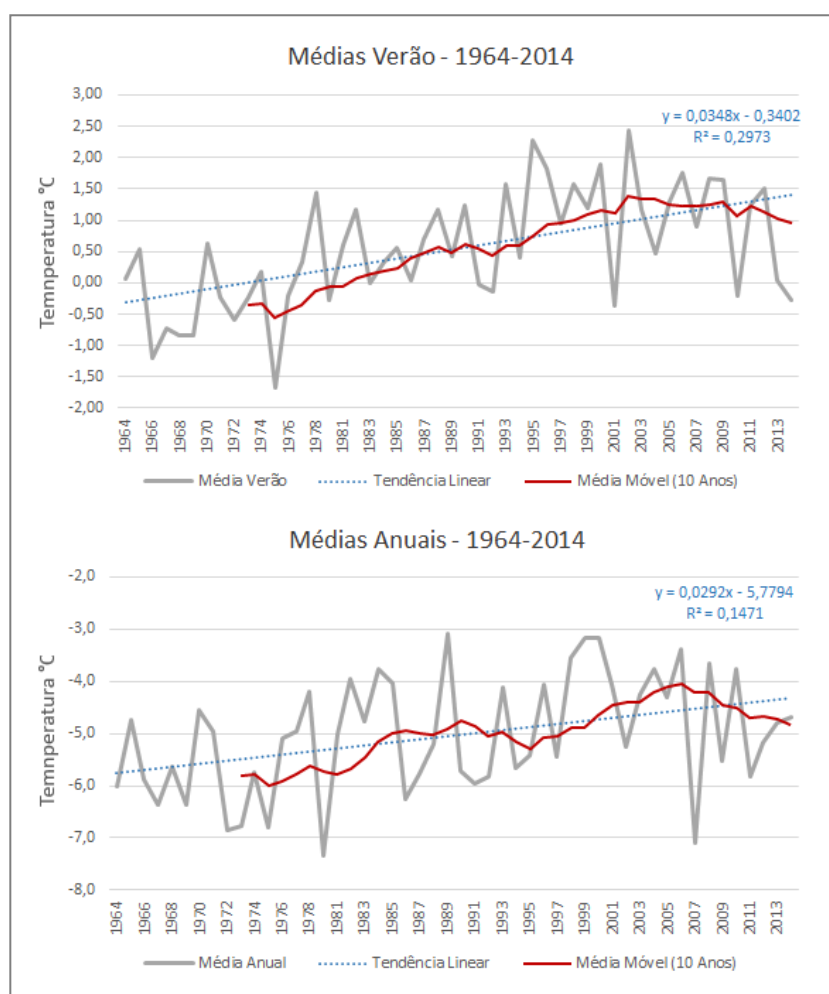 Médias Verão - 1964-2014
3,00
2,50
2,00
1,50
1,00
0,50
0,00
-0,50
-1,00
-1,50
-2,00
Temnperatura °C
y = 0,0348x - 0,3402
R² = 0,2973
1964 1966 1968 1970 1972 1974 1976 1978 1981 1983 1985 1987 1989 1991 1993 1995 1997 1999 2001 2003 2005 2007 2009 2011 2013
Média Verão Tendência Linear Média Móvel (10 Anos)
Médias Anuais - 1964-2014
-2,0
-3,0
-4,0
-5,0
-6,0
-7,0
-8,0
Temnperatura °C
y = 0,0292x - 5,7794
R² = 0,1471
1964 1966 1968 1970 1972 1974 1976 1978 1981 1983 1985 1987 1989 1991 1993 1995 1997 1999 2001 2003 2005 2007 2009 2011 2013
Média Anual Tendência Linear Média Móvel (10 Anos)